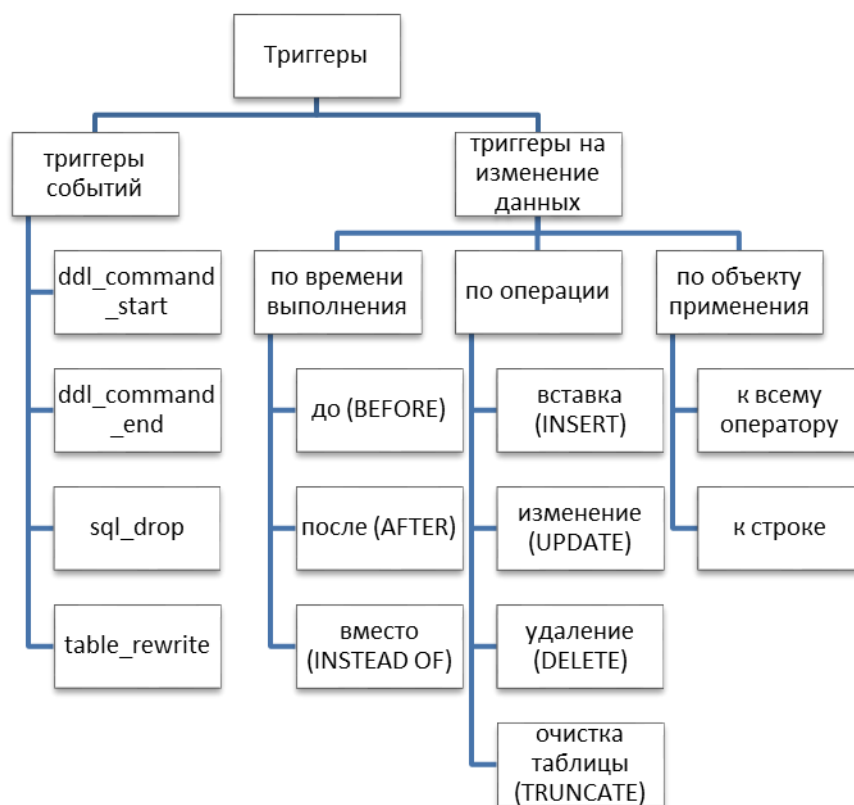 Триггеры
триггеры
событий
триггеры на
изменение
данных
ddl_command
_start
ddl_command
_end
sql_drop
table_rewrite
по времени
выполнения
до (BEFORE)
после (AFTER)
вместо
(INSTEAD OF)
по операции
вставка
(INSERT)
изменение
(UPDATE)
удаление
(DELETE)
очистка
таблицы
(TRUNCATE)
по объекту
применения
к всему
оператору
к строке